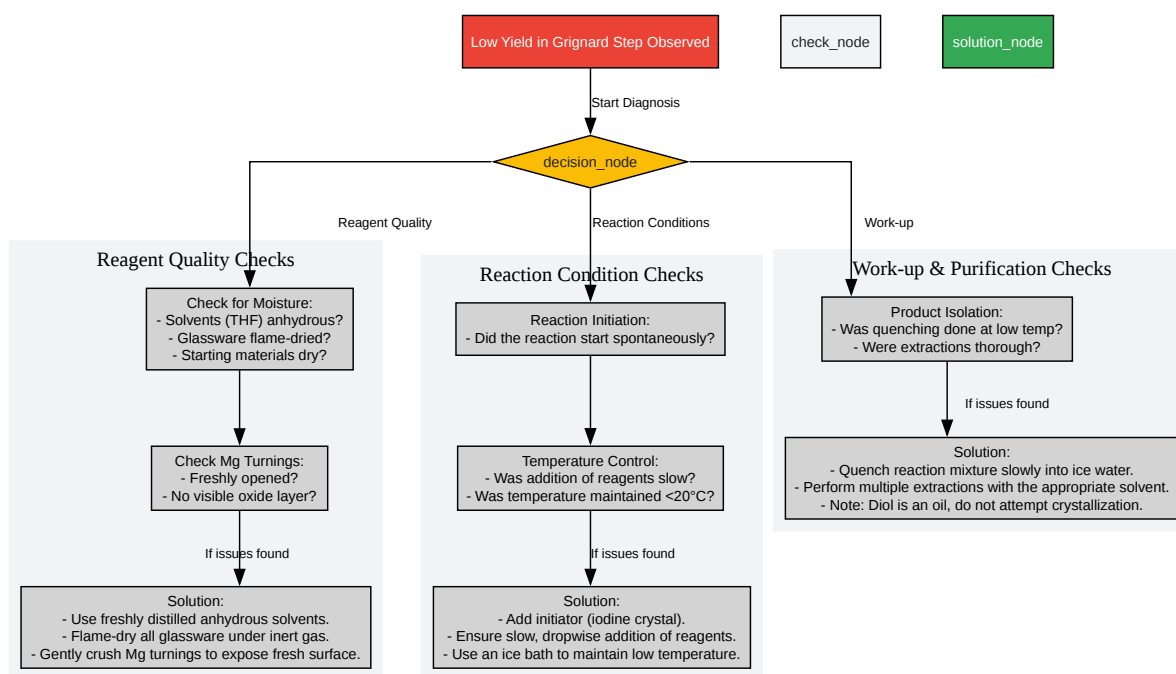 Low Yield in Grignard Step Observed
check_node
solution_node
Start Diagnosis
decision_node
Reagent Quality
Reaction Conditions
Work-up
Reagent Quality Checks
Check for Moisture:
- Solvents (THF) anhydrous?
- Glassware flame-dried?
- Starting materials dry?
Check Mg Turnings:
- Freshly opened?
- No visible oxide layer?
If issues found
Solution:
- Use freshly distilled anhydrous solvents.
- Flame-dry all glassware under inert gas.
- Gently crush Mg turnings to expose fresh surface.
Reaction Condition Checks
Reaction Initiation:
- Did the reaction start spontaneously?
Temperature Control:
- Was addition of reagents slow?
- Was temperature maintained <20°C?
If issues found
Solution:
- Add initiator (iodine crystal).
- Ensure slow, dropwise addition of reagents.
- Use an ice bath to maintain low temperature.
Work-up & Purification Checks
Product Isolation:
- Was quenching done at low temp?
- Were extractions thorough?
If issues found
Solution:
- Quench reaction mixture slowly into ice water.
- Perform multiple extractions with the appropriate solvent.
- Note: Diol is an oil, do not attempt crystallization.